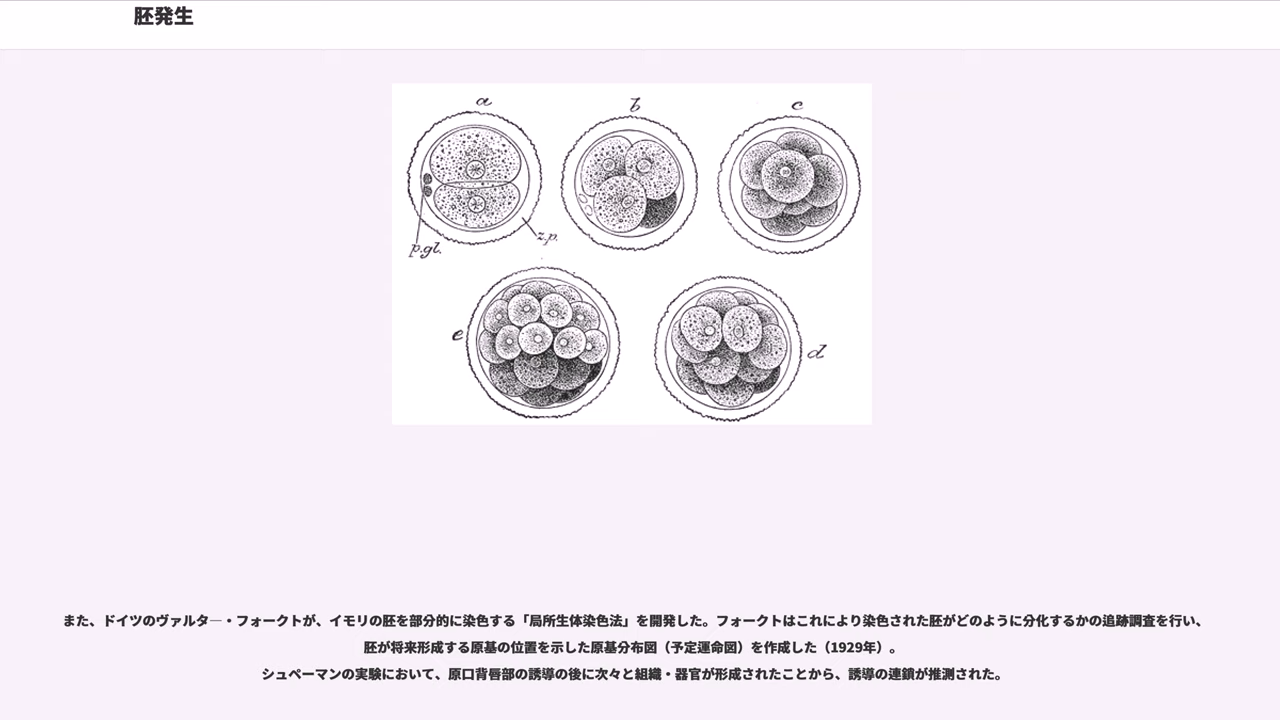 胚発生
a
b
c
p.gl.
z.p.
e
d
また、ドイツのヴァルタ―・フォークトが、イモリの胚を部分的に染色する「局所生体染色法」を開発した。フォークトはこれにより染色された胚がどのように分化するかの追跡調査を行い、
胚が将来形成する原基の位置を示した原基分布図（予定運命図）を作成した（1929年）。
シュペーマンの実験において、原口背唇部の誘導の後に次々と組織・器官が形成されたことから、誘導の連鎖が推測された。